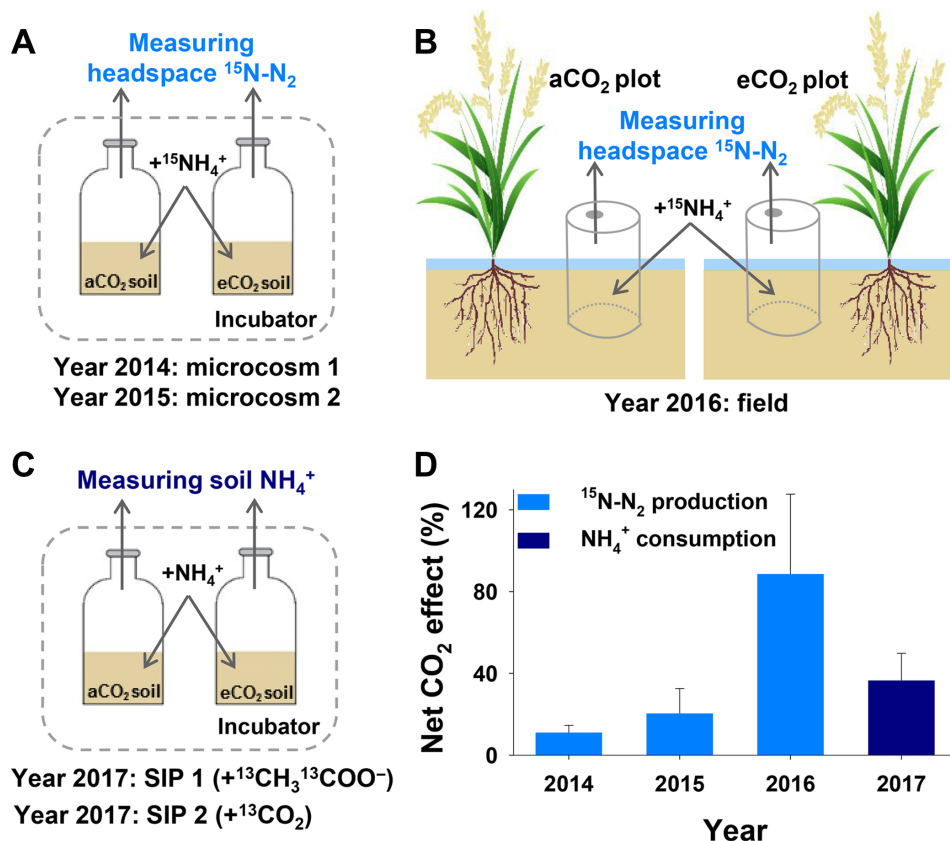 A
Measuring
headspace ¹⁵N-N₂
+¹⁵NH₄⁺
aCO₂ soil
eCO₂ soil
Incubator
Year 2014: microcosm 1
Year 2015: microcosm 2
B
aCO₂ plot
eCO₂ plot
Measuring
headspace ¹⁵N-N₂
+¹⁵NH₄⁺
Year 2016: field
C
Measuring soil NH₄⁺
+NH₄⁺
aCO₂ soil
eCO₂ soil
Incubator
Year 2017: SIP 1 (+¹³CH₃¹³COO⁻)
Year 2017: SIP 2 (+¹³CO₂)
D
Net CO₂ effect (%)
120
80
40
0
¹⁵N-N₂ production
NH₄⁺ consumption
2014
2015
2016
2017
Year